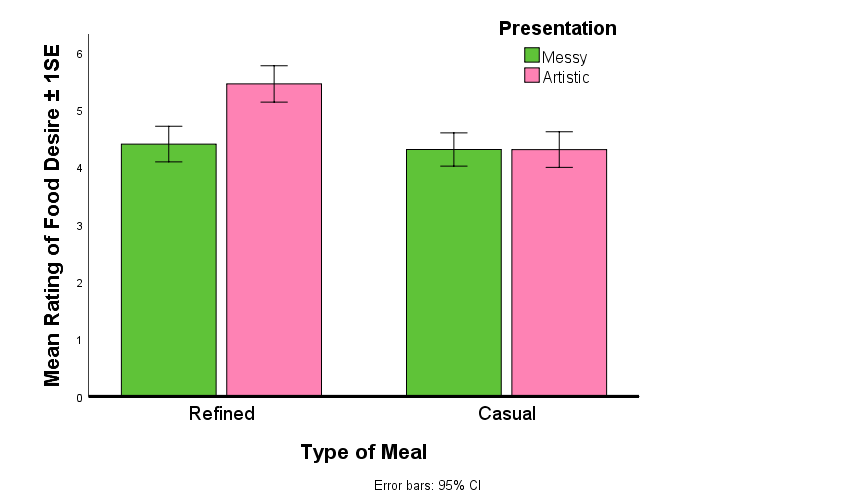 Presentation
Messy
Artistic
Mean Rating of Food Desire ± 1SE
6
5
4
3
2
1
0
Refined
Casual
Type of Meal
Error bars: 95% CI